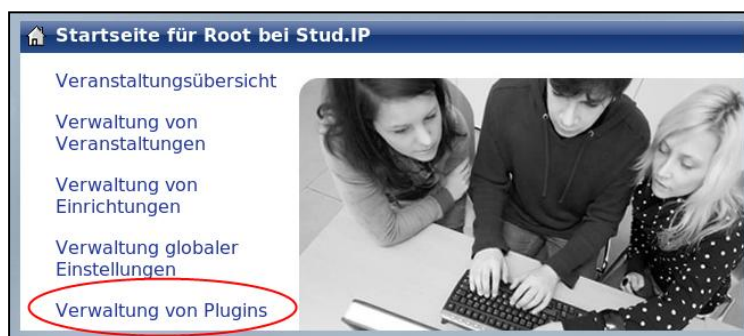 Startseite für Root bei Stud.IP
Veranstaltungsübersicht
Verwaltung von
Veranstaltungen
Verwaltung von
Einrichtungen
Verwaltung globaler
Einstellungen
Verwaltung von Plugins